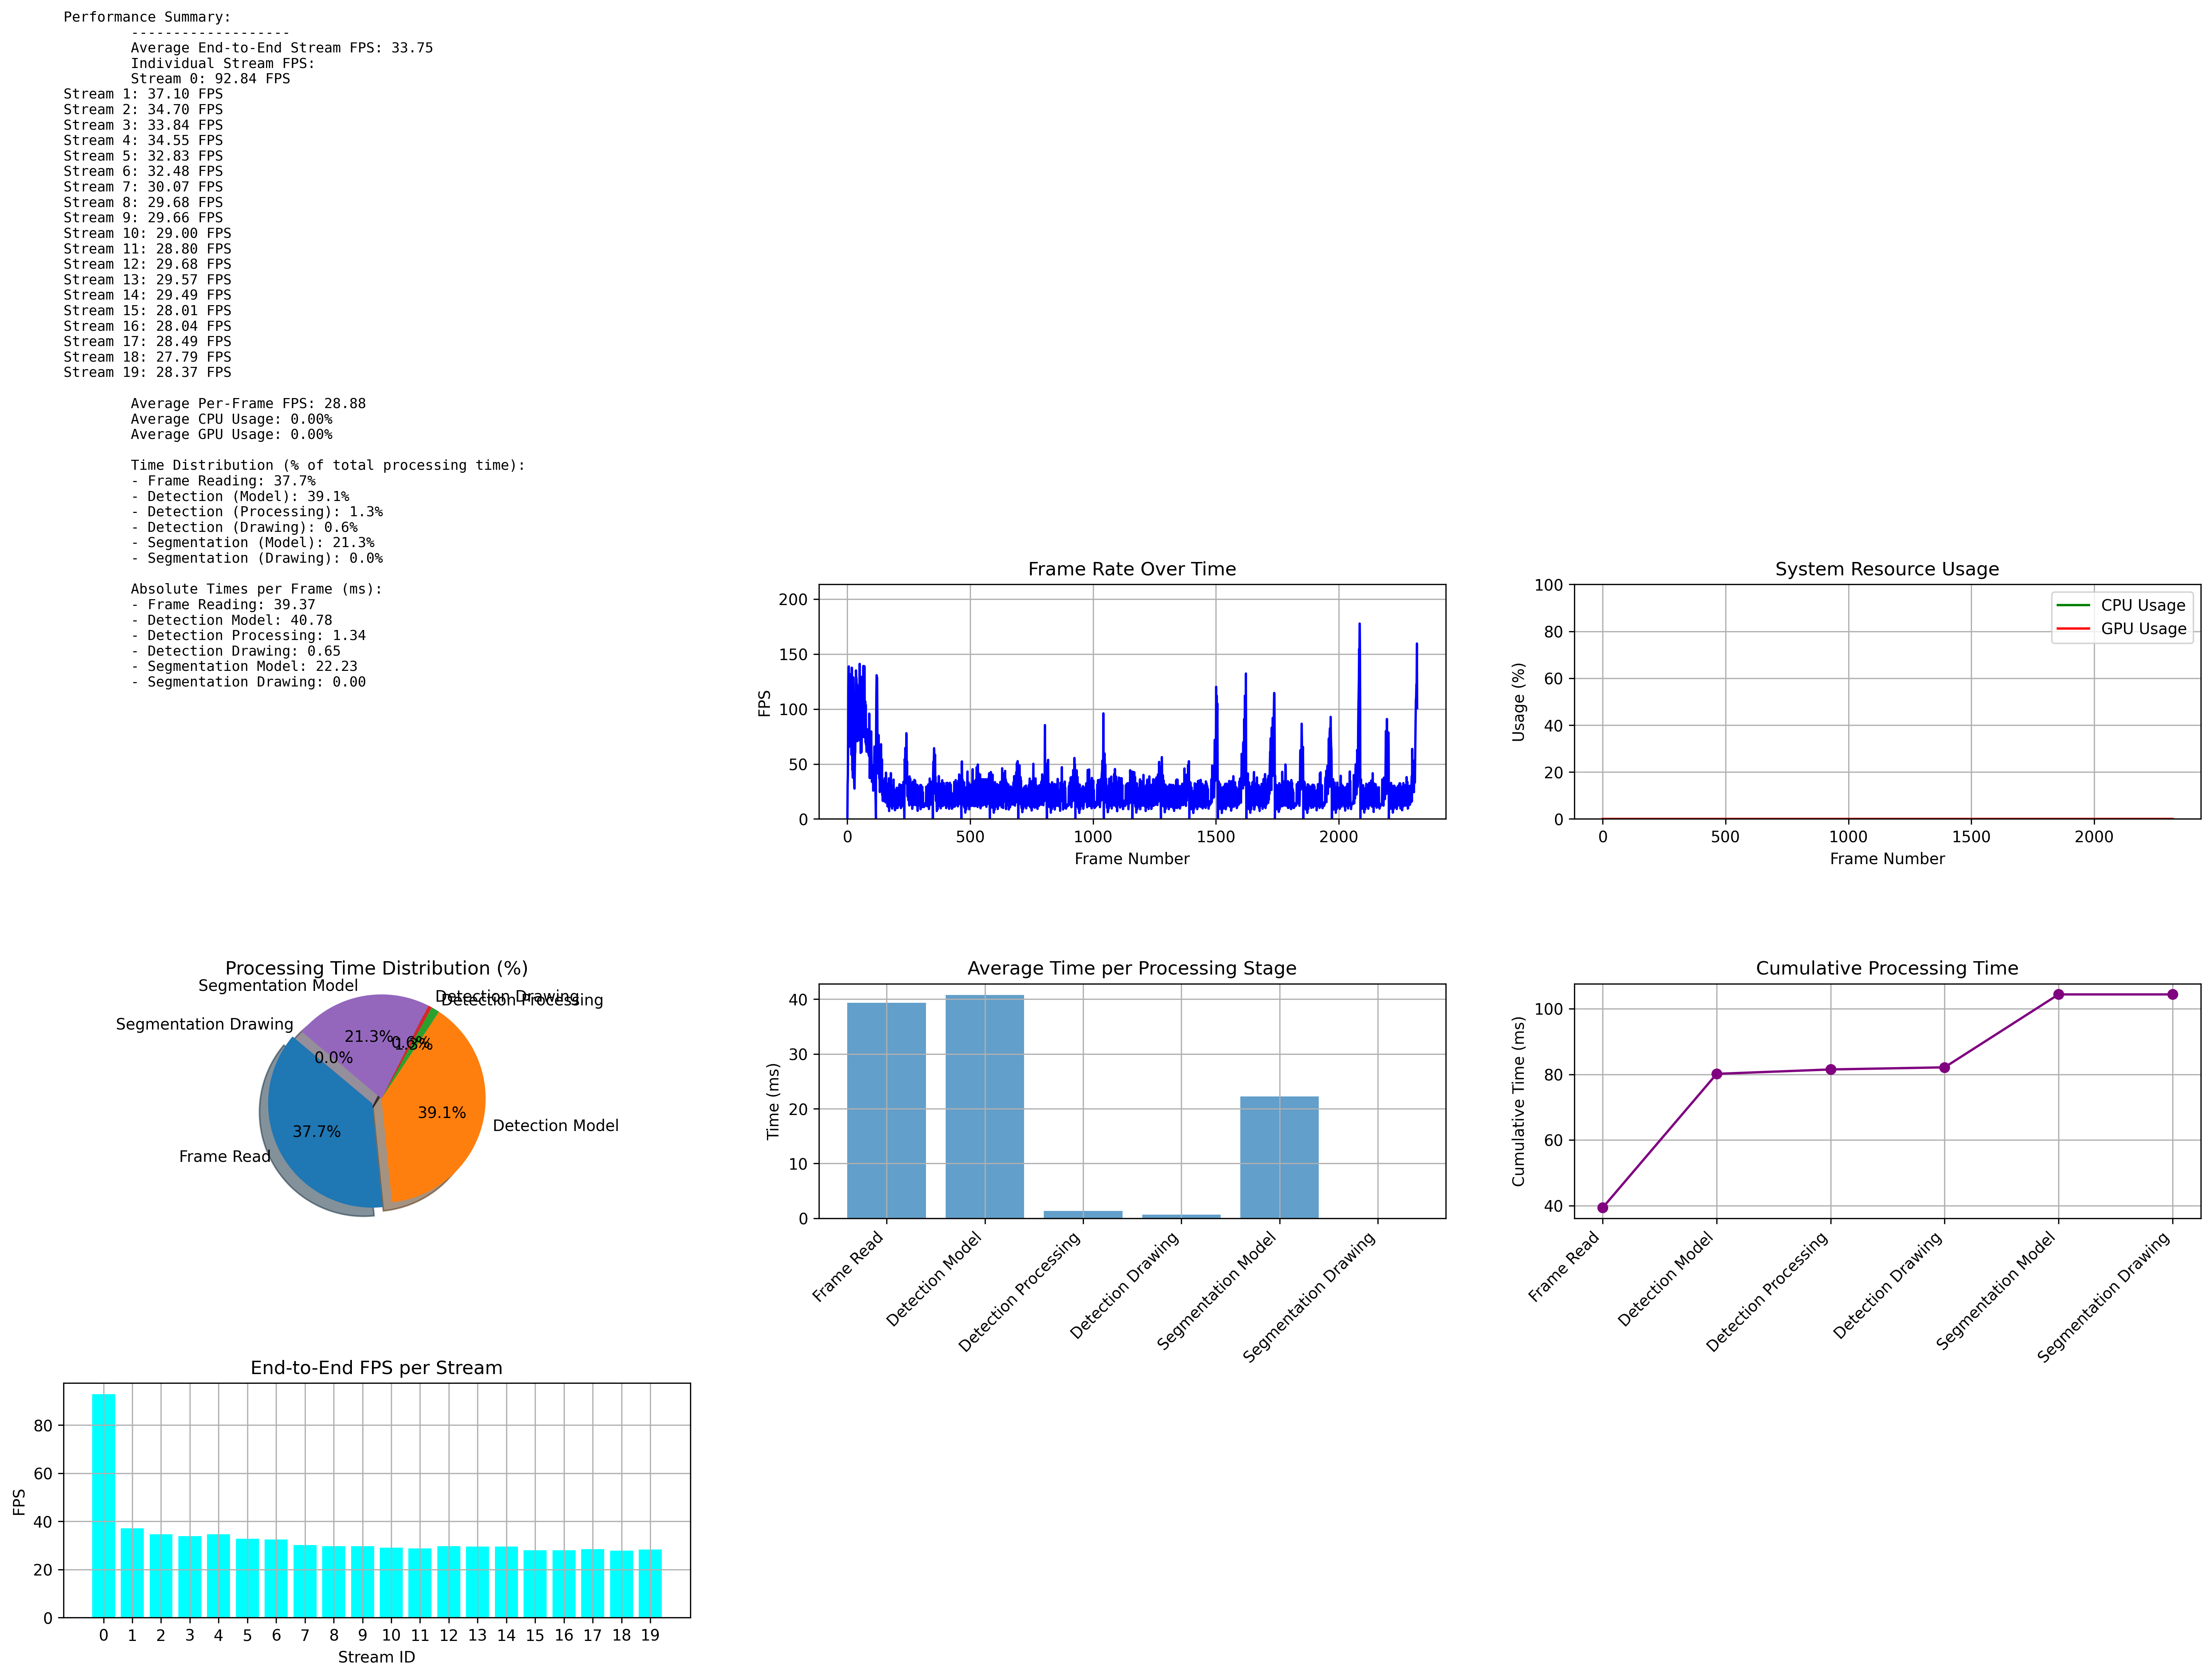 Performance Summary:
-------------------
Average End-to-End Stream FPS: 33.75
Individual Stream FPS:
Stream 0: 92.84 FPS
Stream 1: 37.10 FPS
Stream 2: 34.70 FPS
Stream 3: 33.84 FPS
Stream 4: 34.55 FPS
Stream 5: 32.83 FPS
Stream 6: 32.48 FPS
Stream 7: 30.07 FPS
Stream 8: 29.68 FPS
Stream 9: 29.66 FPS
Stream 10: 29.00 FPS
Stream 11: 28.80 FPS
Stream 12: 29.68 FPS
Stream 13: 29.57 FPS
Stream 14: 29.49 FPS
Stream 15: 28.01 FPS
Stream 16: 28.04 FPS
Stream 17: 28.49 FPS
Stream 18: 27.79 FPS
Stream 19: 28.37 FPS
Average Per-Frame FPS: 28.88
Average CPU Usage: 0.00%
Average GPU Usage: 0.00%
Time Distribution (% of total processing time):
- Frame Reading: 37.7%
- Detection (Model): 39.1%
- Detection (Processing): 1.3%
- Detection (Drawing): 0.6%
- Segmentation (Model): 21.3%
- Segmentation (Drawing): 0.0%
Absolute Times per Frame (ms):
- Frame Reading: 39.37
- Detection Model: 40.78
- Detection Processing: 1.34
- Detection Drawing: 0.65
- Segmentation Model: 22.23
- Segmentation Drawing: 0.00
Frame Rate Over Time
200
150
100
50
0
FPS
0 500 1000 1500 2000
Frame Number
System Resource Usage
100
80
60
40
20
0
Usage (%)
CPU Usage
GPU Usage
0 500 1000 1500 2000
Frame Number
Processing Time Distribution (%)
Segmentation Model
Detection Drawing
Detection Processing
Segmentation Drawing
21.3%
0.6%
1.3%
0.0%
39.1%
37.7%
Detection Model
Frame Read
Average Time per Processing Stage
40
30
20
10
0
Time (ms)
Frame Read
Detection Model
Detection Processing
Detection Drawing
Segmentation Model
Segmentation Drawing
Cumulative Processing Time
100
80
60
40
Cumulative Time (ms)
Frame Read
Detection Model
Detection Processing
Detection Drawing
Segmentation Model
Segmentation Drawing
End-to-End FPS per Stream
80
60
40
20
0
FPS
0 1 2 3 4 5 6 7 8 9 10 11 12 13 14 15 16 17 18 19
Stream ID